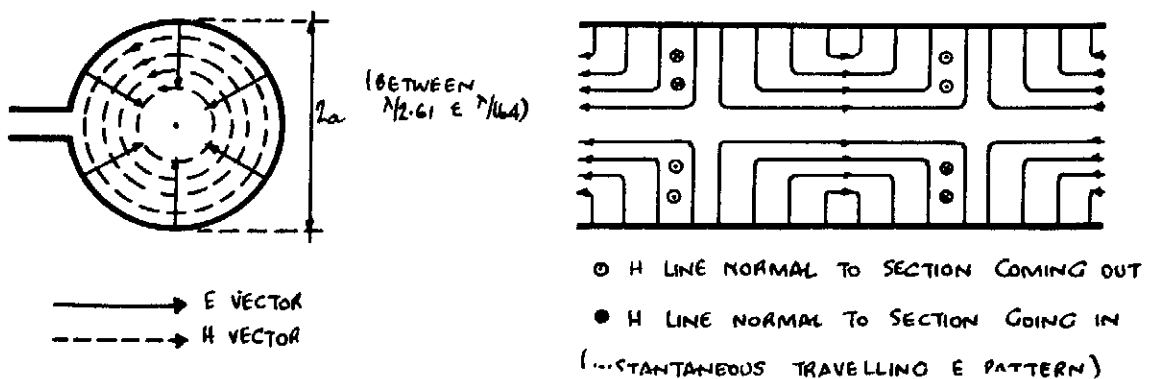 (BETWEEN
2a
λ/2.61 & λ/1.64)
E VECTOR
H VECTOR
⊙ H LINE NORMAL TO SECTION COMING OUT
● H LINE NORMAL TO SECTION GOING IN
(...STANTANEOUS TRAVELLING E PATTERN)